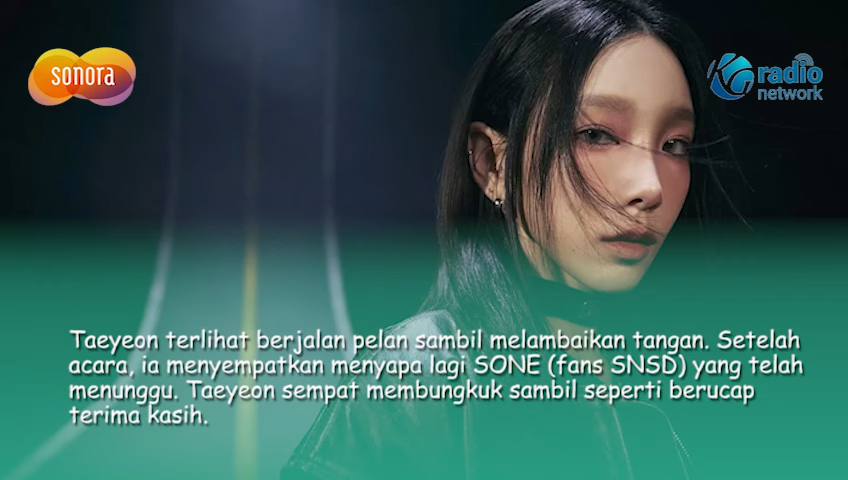 sonora
radio
network
Taeyeon terlihat berjalan pelan sambil melambaikan tangan. Setelah
acara, ia menyempatkan menyapa lagi SONE (fans SNSD) yang telah
menunggu. Taeyeon sempat membungkuk sambil seperti berucap
terima kasih.